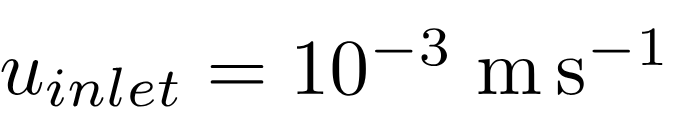 u_{inlet} = 10^{-3} m s^{-1}